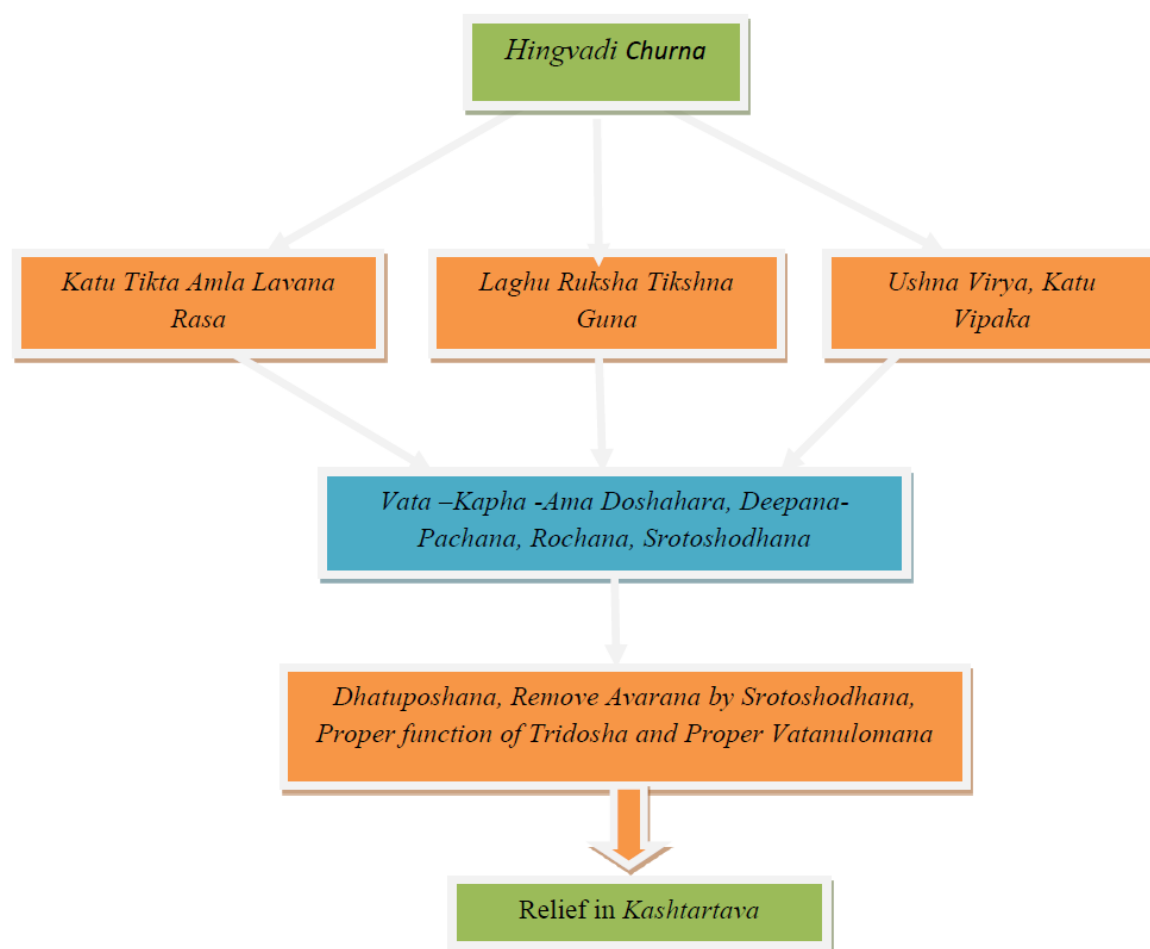 Hingvadi Churna
Katu Tikta Amla Lavana
Rasa
Laghu Ruksha Tikshna
Guna
Ushna Virya, Katu
Vipaka
Vata –Kapha -Ama Doshahara, Deepana-
Pachana, Rochana, Srotoshodhana
Dhatuposhana, Remove Avarana by Srotoshodhana,
Proper function of Tridosha and Proper Vatanulomana
Relief in Kashtartava